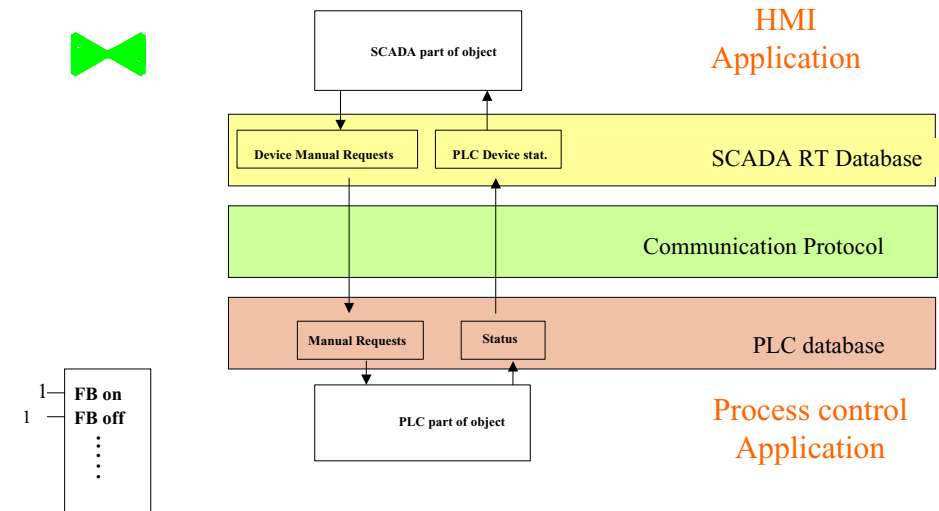 HMI
Application
SCADA part of object
Device Manual Requests
PLC Device stat.
SCADA RT Database
Communication Protocol
Manual Requests
Status
PLC database
1 FB on
1 FB off
PLC part of object
Process control
Application